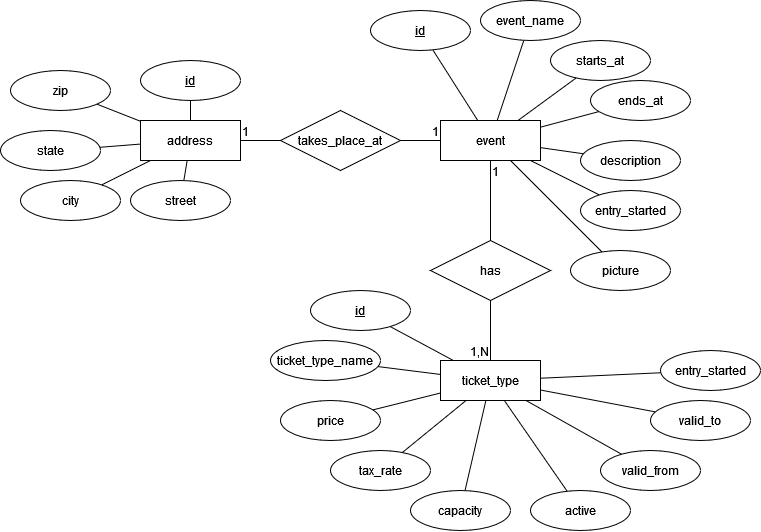 event_name
id
starts_at
zip
id
ends_at
address
1
takes_place_at
1
event
state
description
1
city
street
entry_started
has
picture
id
1,N
ticket_type_name
ticket_type
entry_started
price
valid_to
tax_rate
valid_from
capacity
active